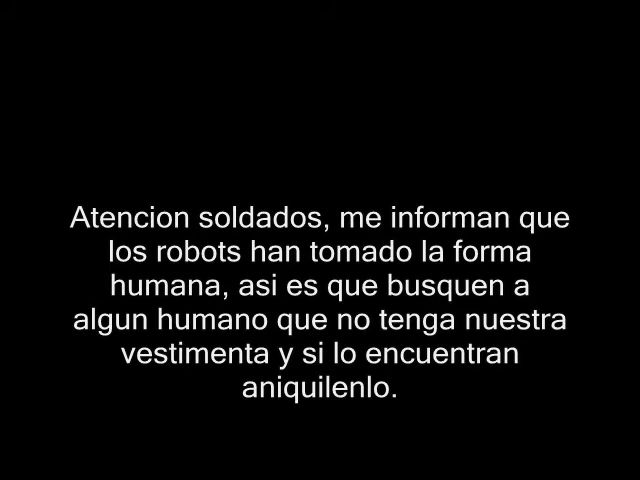 Atencion soldados, me informan que
los robots han tomado la forma
humana, asi es que busquen a
algun humano que no tenga nuestra
vestimenta y si lo encuentran
aniquilenlo.